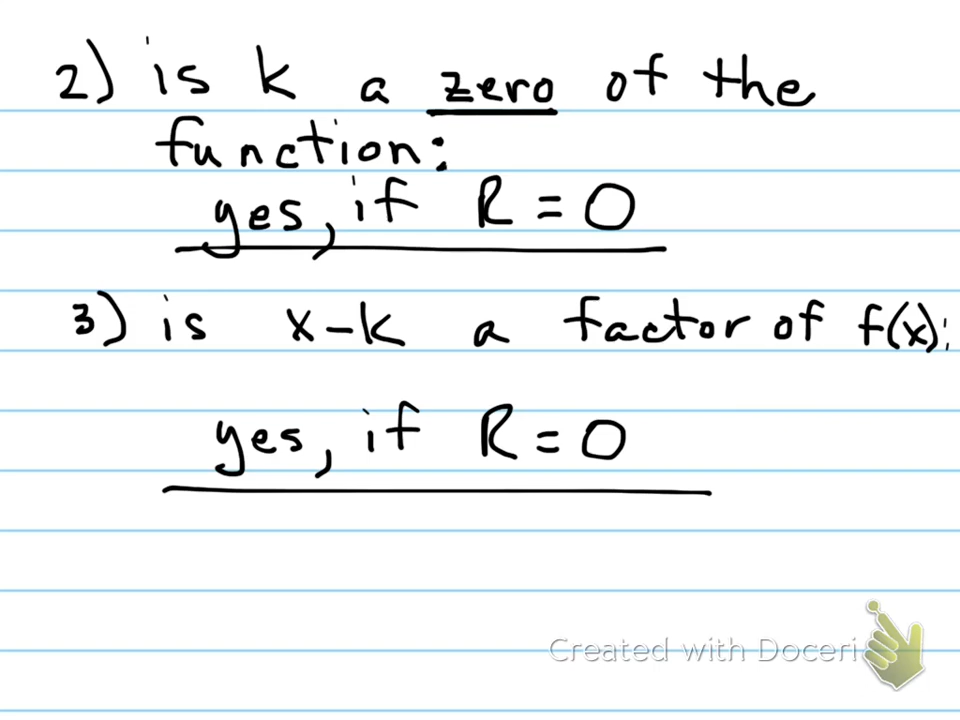 2) is k a zero of the
function:
yes, if R = 0
3) is x-k a factor of f(x):
yes, if R = 0
Created with Doceri